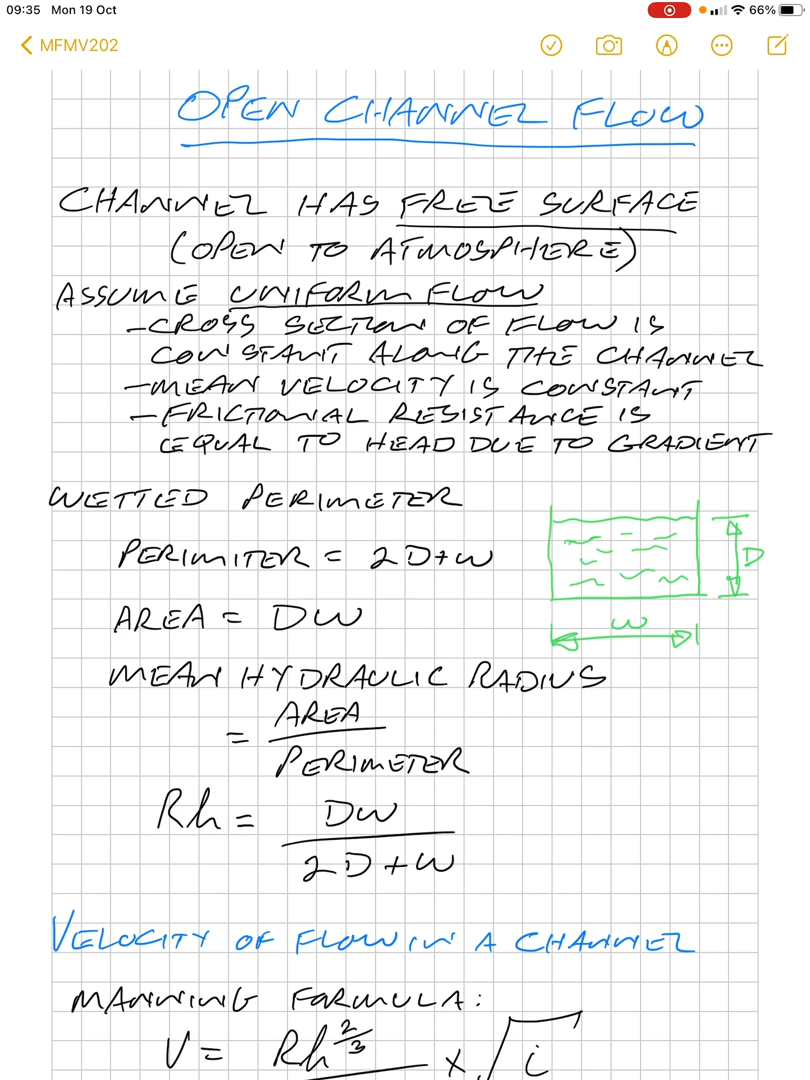 09:35 Mon 19 Oct
66%
MFMV202
OPEN CHANNEL FLOW
CHANNEL HAS FREE SURFACE
(OPEN TO ATMOSPHERE)
ASSUME UNIFORM FLOW
- CROSS SECTION OF FLOW IS
CONSTANT ALONG THE CHANNEL
- MEAN VELOCITY IS CONSTANT
- FRICTIONAL RESISTANCE IS
EQUAL TO HEAD DUE TO GRADIENT
WETTED PERIMETER
PERIMITER = 2D+W
D
AREA = DW
W
MEAN HYDRAULIC RADIUS
= AREA
PERIMETER
Rh = DW
2D+W
VELOCITY OF FLOW IN A CHANNEL
MANNING FORMULA:
V = Rh^2/3 × √i